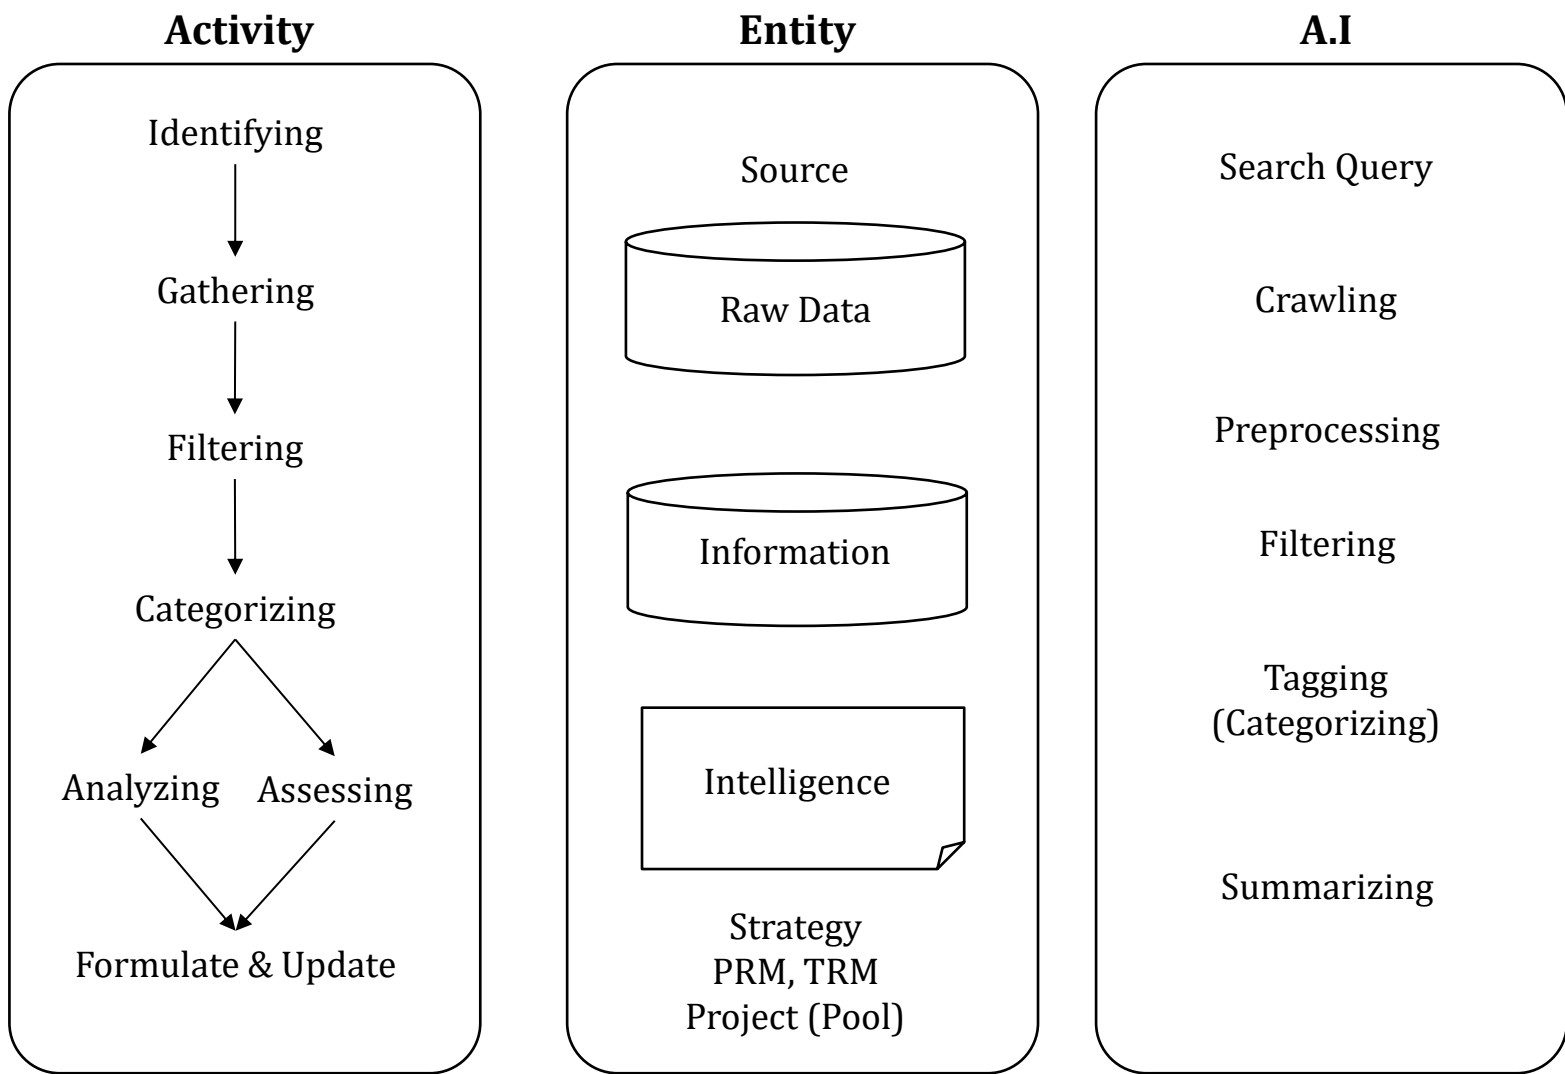 Activity
Identifying
Gathering
Filtering
Categorizing
Analyzing
Assessing
Formulate & Update
Entity
Source
Raw Data
Information
Intelligence
Strategy
PRM, TRM
Project (Pool)
A.I
Search Query
Crawling
Preprocessing
Filtering
Tagging
(Categorizing)
Summarizing